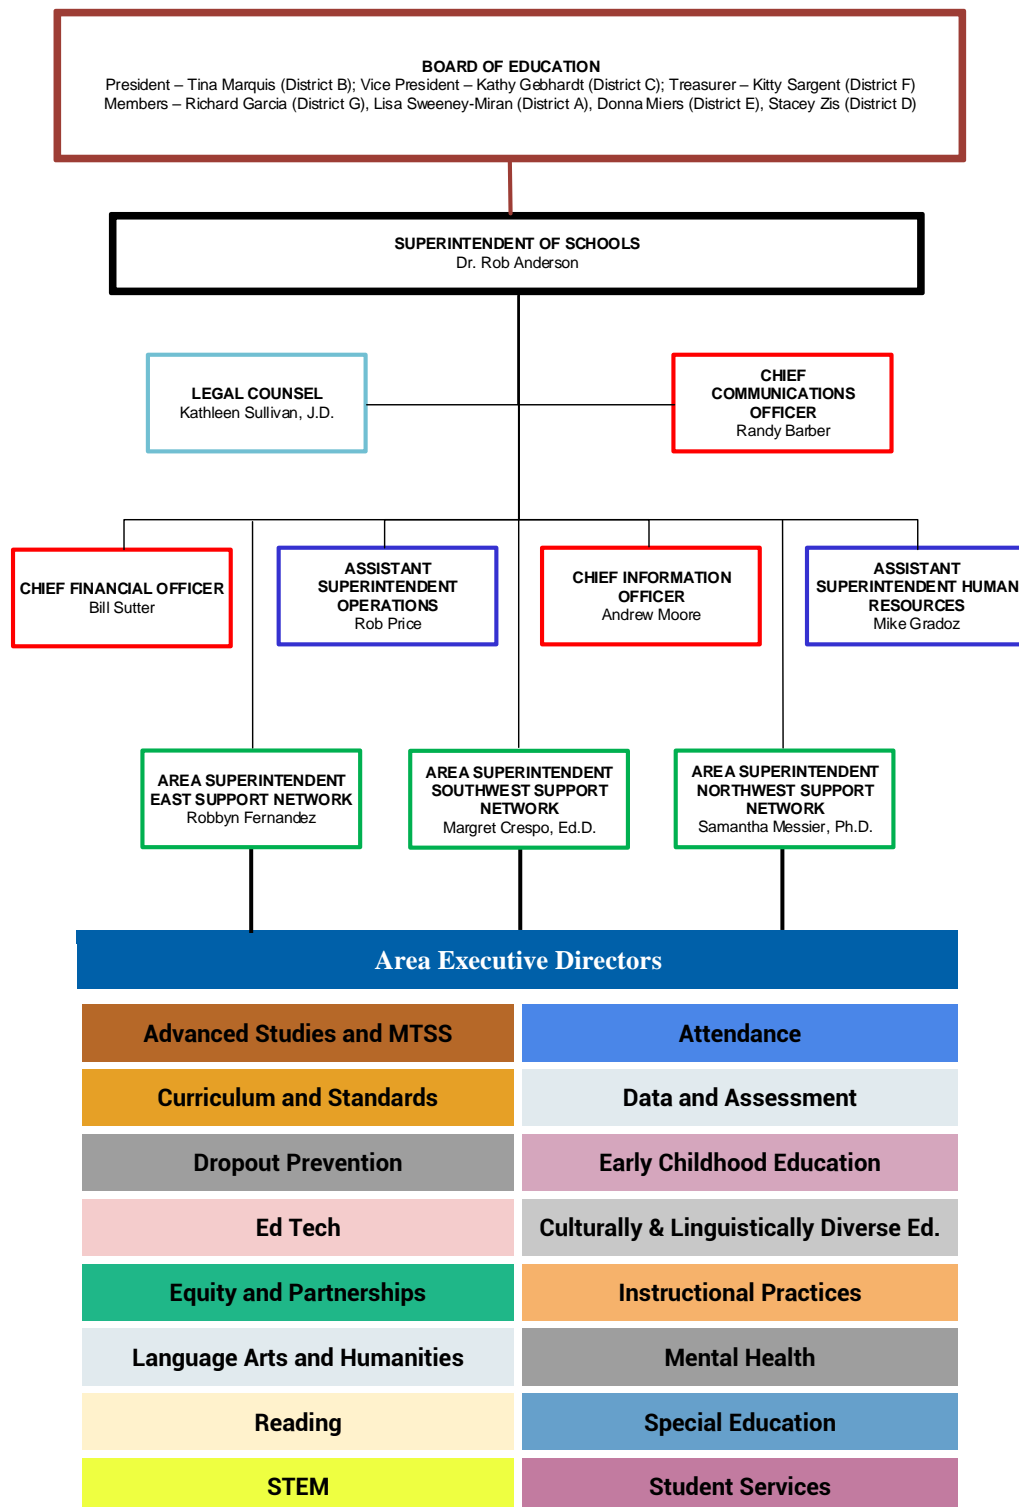 BOARD OF EDUCATION
President – Tina Marquis (District B); Vice President – Kathy Gebhardt (District C); Treasurer – Kitty Sargent (District F)
Members – Richard Garcia (District G), Lisa Sweeney-Miran (District A), Donna Miers (District E), Stacey Zis (District D)
SUPERINTENDENT OF SCHOOLS
Dr. Rob Anderson
LEGAL COUNSEL
Kathleen Sullivan, J.D.
CHIEF
COMMUNICATIONS
OFFICER
Randy Barber
CHIEF FINANCIAL OFFICER
Bill Sutter
ASSISTANT
SUPERINTENDENT
OPERATIONS
Rob Price
CHIEF INFORMATION
OFFICER
Andrew Moore
ASSISTANT
SUPERINTENDENT HUMAN
RESOURCES
Mike Gradoz
AREA SUPERINTENDENT
EAST SUPPORT NETWORK
Robbyn Fernandez
AREA SUPERINTENDENT
SOUTHWEST SUPPORT
NETWORK
Margret Crespo, Ed.D.
AREA SUPERINTENDENT
NORTHWEST SUPPORT
NETWORK
Samantha Messier, Ph.D.
Area Executive Directors
Advanced Studies and MTSS
Attendance
Curriculum and Standards
Data and Assessment
Dropout Prevention
Early Childhood Education
Ed Tech
Culturally & Linguistically Diverse Ed.
Equity and Partnerships
Instructional Practices
Language Arts and Humanities
Mental Health
Reading
Special Education
STEM
Student Services